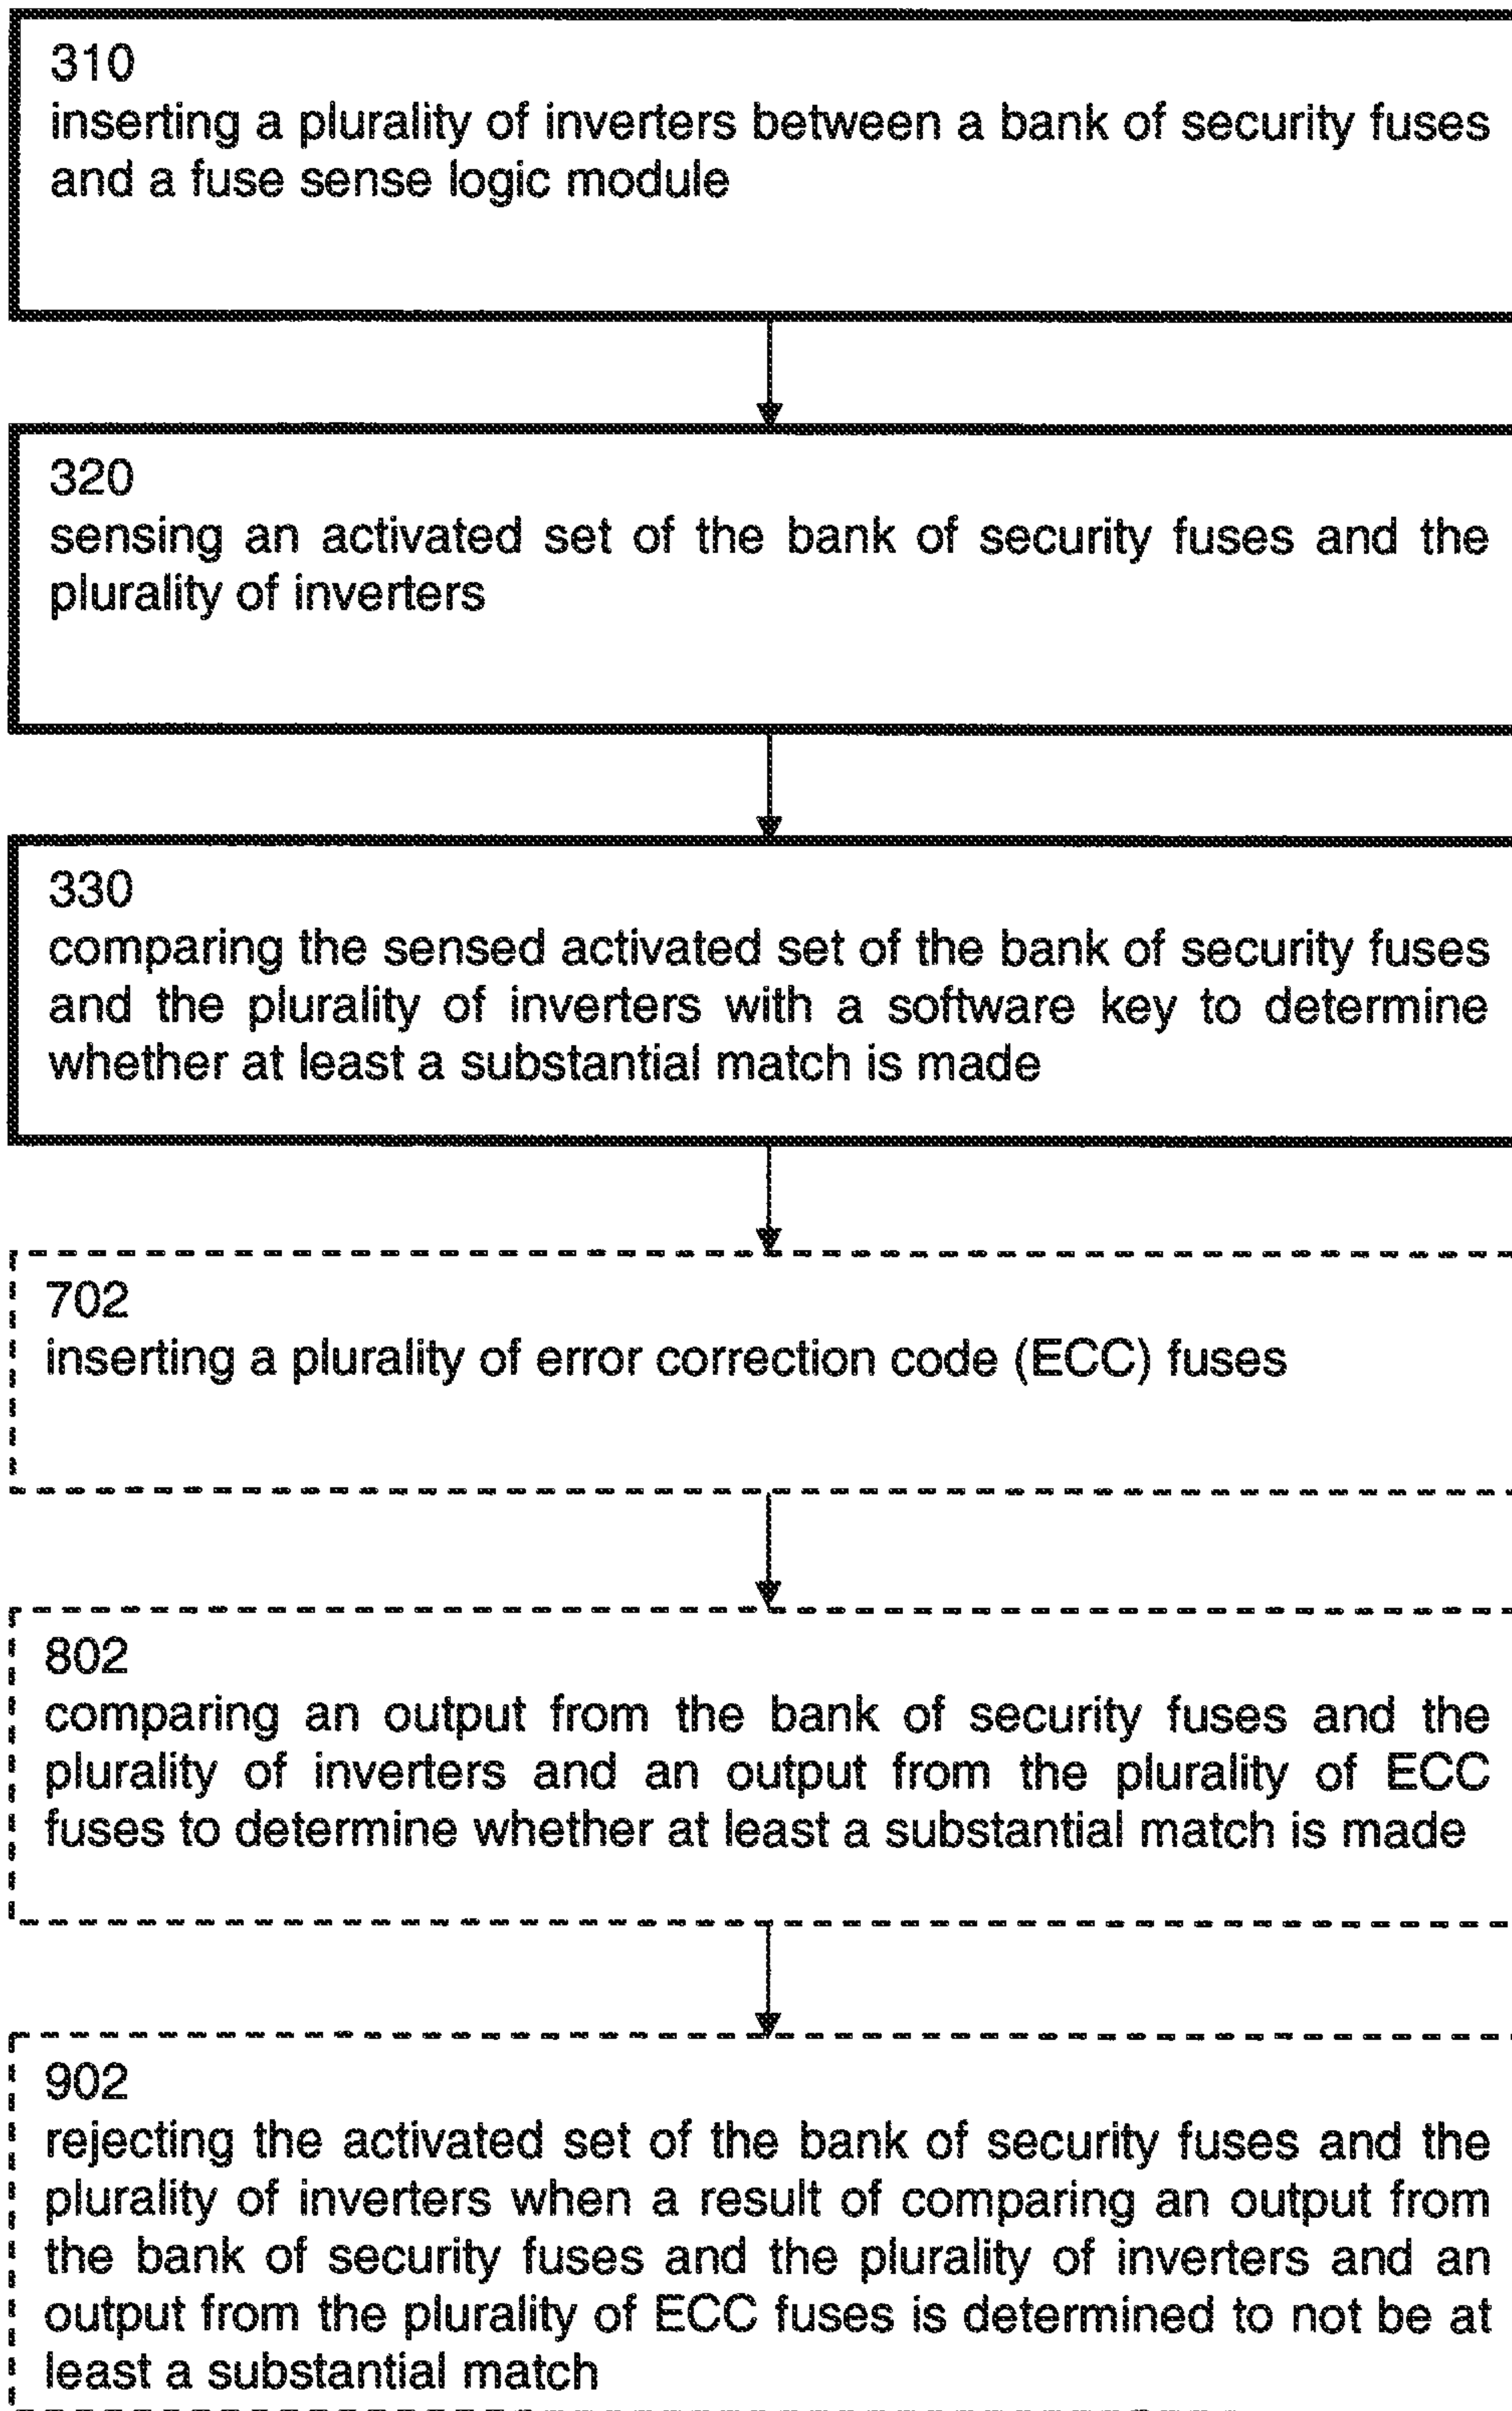 310
inserting a plurality of inverters between a bank of security fuses
and a fuse sense logic module
320
sensing an activated set of the bank of security fuses and the
plurality of inverters
330
comparing the sensed activated set of the bank of security fuses
and the plurality of inverters with a software key to determine
whether at least a substantial match is made
702
inserting a plurality of error correction code (ECC) fuses
802
comparing an output from the bank of security fuses and the
plurality of inverters and an output from the plurality of ECC
fuses to determine whether at least a substantial match is made
902
rejecting the activated set of the bank of security fuses and the
plurality of inverters when a result of comparing an output from
the bank of security fuses and the plurality of inverters and an
output from the plurality of ECC fuses is determined to not be at
least a substantial match